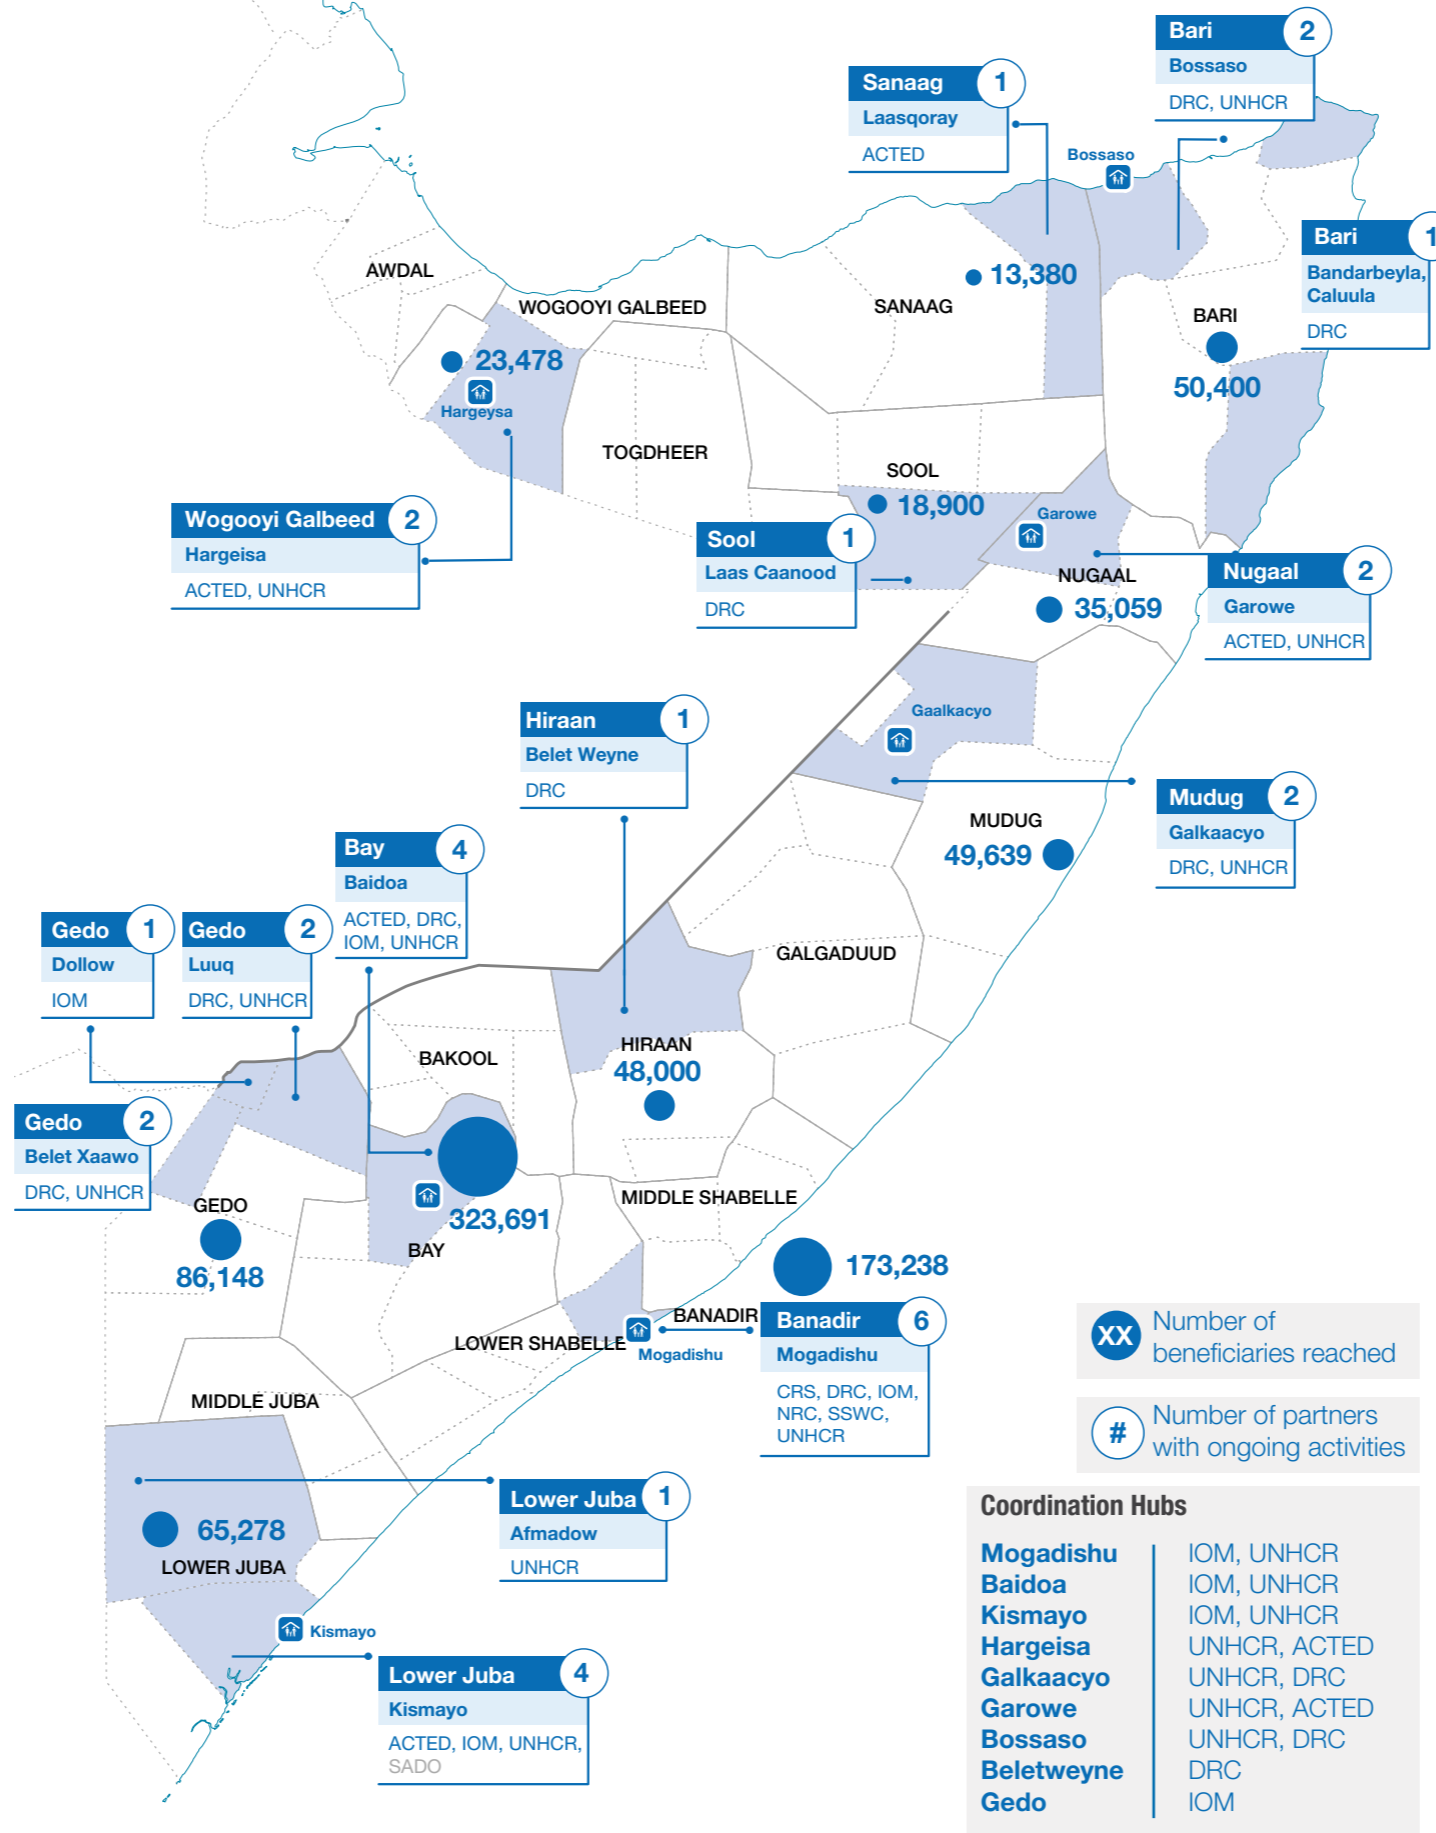 Bari 2
Bossaso
DRC, UNHCR
Sanaag 1
Laasqoray
ACTED
Bossaso
Bari 1
Bandarbeyla,
Caluula
DRC
AWDAL
WOGOOYI GALBEED
SANAAG
13,380
BARI
50,400
23,478
Hargeysa
TOGDHEER
SOOL
18,900
Garowe
Wogooyi Galbeed 2
Hargeisa
ACTED, UNHCR
Sool 1
Laas Caanood
DRC
NUGAAL
35,059
Nugaal 2
Garowe
ACTED, UNHCR
Hiraan 1
Belet Weyne
DRC
Gaalkacyo
Mudug 2
Galkaacyo
DRC, UNHCR
MUDUG
49,639
Bay 4
Baidoa
ACTED, DRC,
IOM, UNHCR
Gedo 1
Dollow
IOM
Gedo 2
Luuq
DRC, UNHCR
GALGADUUD
BAKOOL
HIRAAN
48,000
Gedo 2
Belet Xaawo
DRC, UNHCR
GEDO
86,148
323,691
BAY
MIDDLE SHABELLE
173,238
BANADIR
LOWER SHABELLE
Mogadishu
Banadir 6
Mogadishu
CRS, DRC, IOM,
NRC, SSWC,
UNHCR
XX Number of
beneficiaries reached
# Number of partners
with ongoing activities
MIDDLE JUBA
Lower Juba 1
Afmadow
UNHCR
65,278
LOWER JUBA
Kismayo
Lower Juba 4
Kismayo
ACTED, IOM, UNHCR,
SADO
Coordination Hubs
Mogadishu IOM, UNHCR
Baidoa IOM, UNHCR
Kismayo IOM, UNHCR
Hargeisa UNHCR, ACTED
Galkaacyo UNHCR, DRC
Garowe UNHCR, ACTED
Bossaso UNHCR, DRC
Beletweyne DRC
Gedo IOM